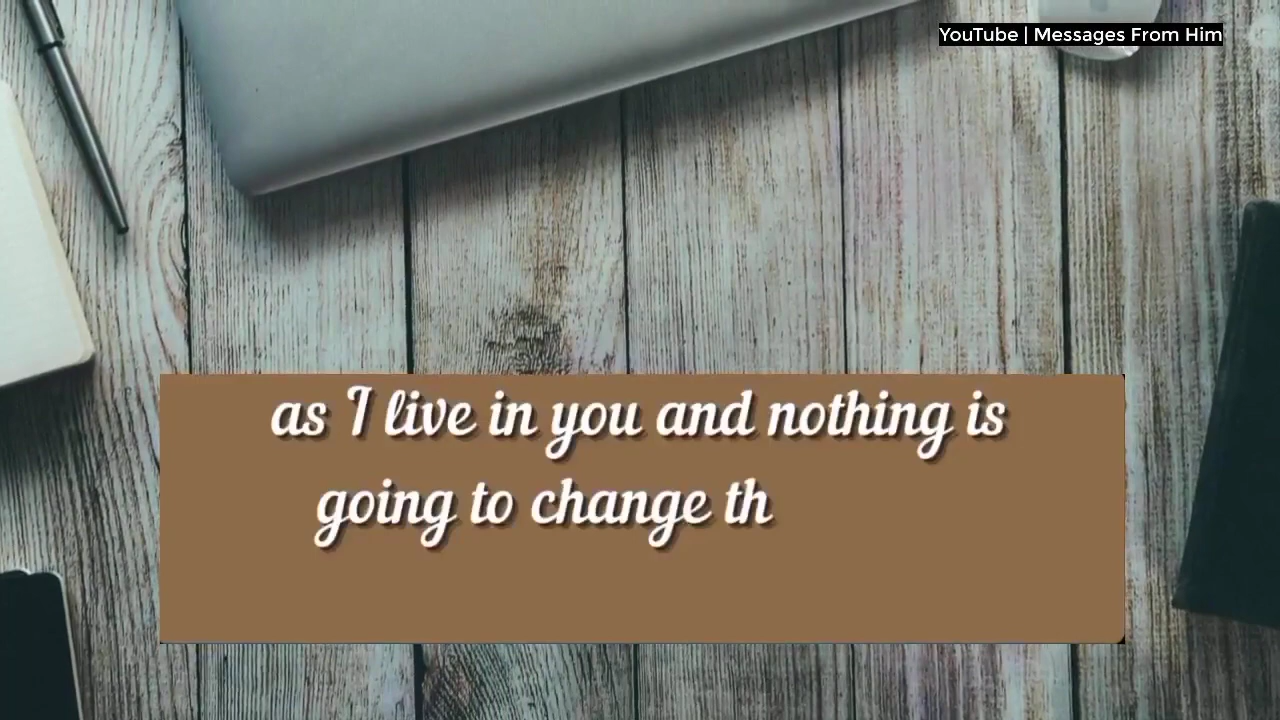 YouTube | Messages From Him
as I live in you and nothing is
going to change th